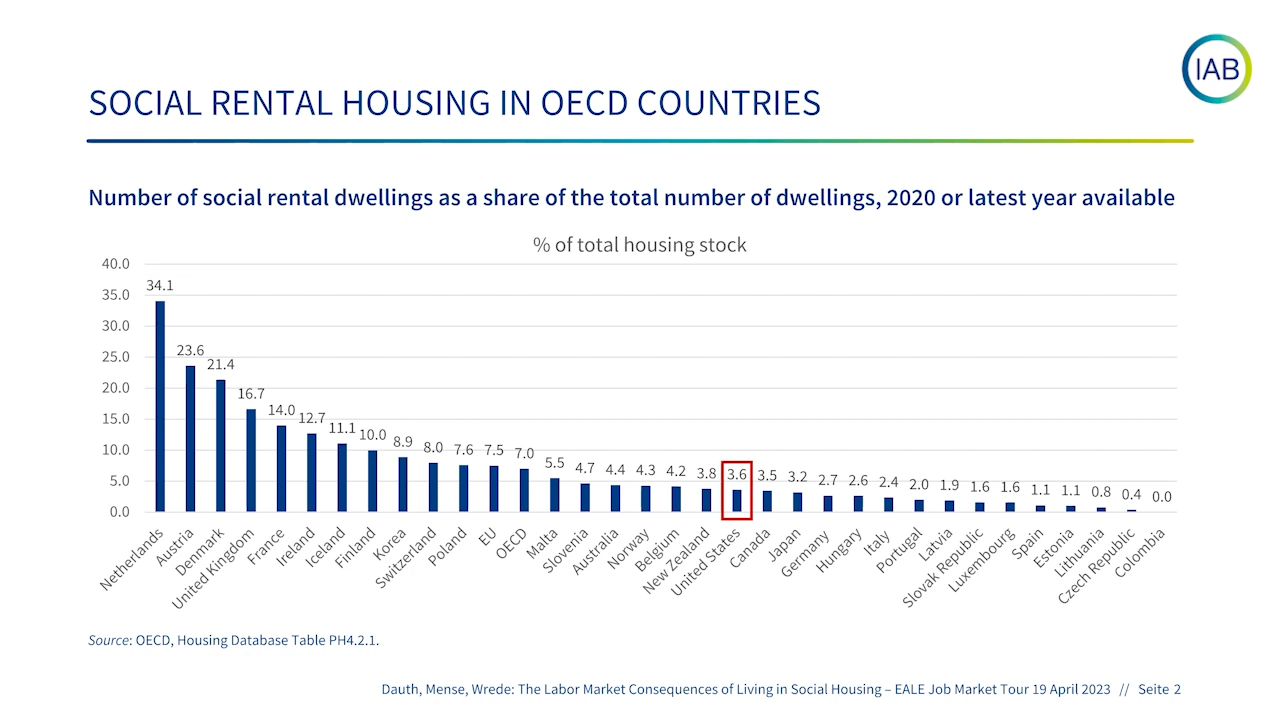 IAB
SOCIAL RENTAL HOUSING IN OECD COUNTRIES
Number of social rental dwellings as a share of the total number of dwellings, 2020 or latest year available
% of total housing stock
40.0
35.0
30.0
25.0
20.0
15.0
10.0
5.0
0.0
34.1
23.6
21.4
16.7
14.0
12.7
11.1
10.0
8.9
8.0
7.6
7.5
7.0
5.5
4.7
4.4
4.3
4.2
3.8
3.6
3.5
3.2
2.7
2.6
2.4
2.0
1.9
1.6
1.6
1.1
1.1
0.8
0.4
0.0
Netherlands
Austria
Denmark
United Kingdom
France
Ireland
Iceland
Finland
Korea
Switzerland
Poland
EU
OECD
Malta
Slovenia
Australia
Norway
Belgium
New Zealand
United States
Canada
Japan
Germany
Hungary
Italy
Portugal
Latvia
Slovak Republic
Luxembourg
Spain
Estonia
Lithuania
Czech Republic
Colombia
Source: OECD, Housing Database Table PH4.2.1.
Dauth, Mense, Wrede: The Labor Market Consequences of Living in Social Housing – EALE Job Market Tour 19 April 2023 // Seite 2